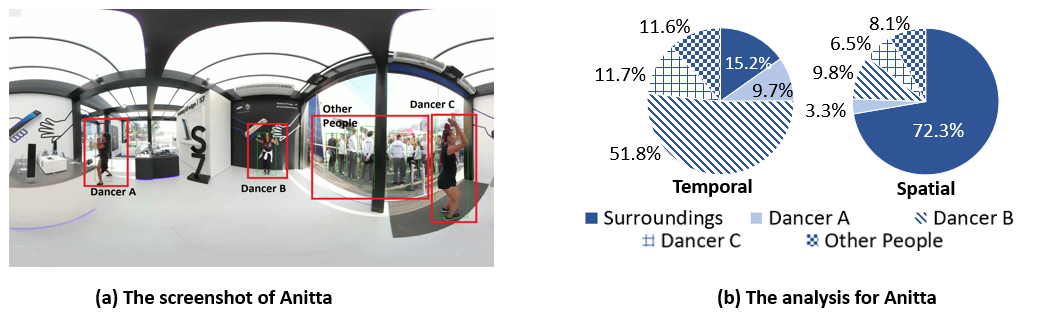 Other
People
Dancer C
Dancer A
Dancer B
(a) The screenshot of Anitta
11.6%
15.2%
11.7%
9.7%
51.8%
Temporal
8.1%
6.5%
9.8%
3.3%
72.3%
Spatial
Surroundings
Dancer A
Dancer B
Dancer C
Other People
(b) The analysis for Anitta